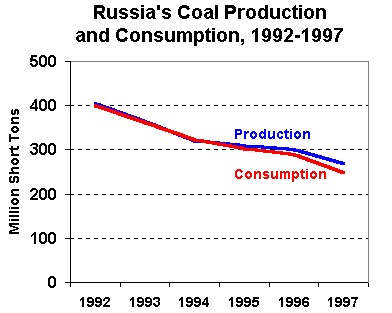 Russia's Coal Production
and Consumption, 1992-1997
Million Short Tons
500
400
300
200
100
0
Production
Consumption
1992 1993 1994 1995 1996 1997